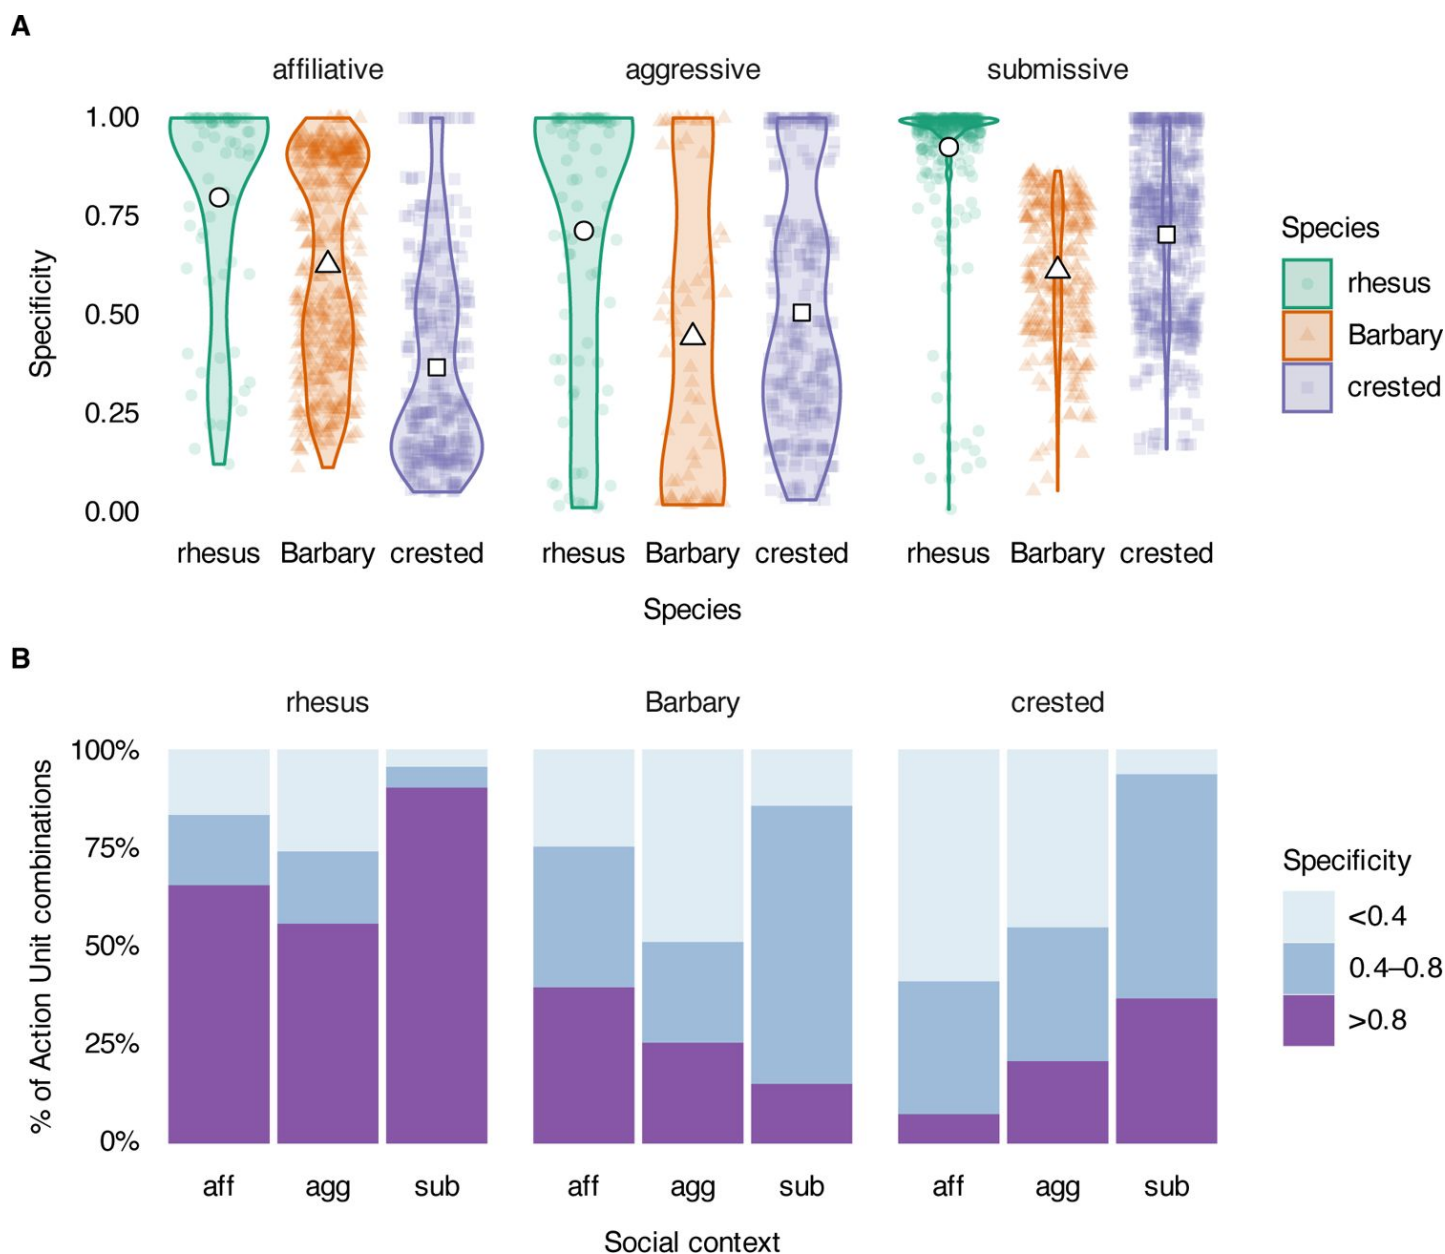 A
affiliative aggressive submissive
1.00
0.75
0.50
0.25
0.00
Specificity
rhesus Barbary crested rhesus Barbary crested rhesus Barbary crested
Species
Species
rhesus
Barbary
crested
B
rhesus Barbary crested
100%
75%
50%
25%
0%
% of Action Unit combinations
aff agg sub aff agg sub aff agg sub
Social context
Specificity
<0.4
0.4–0.8
>0.8